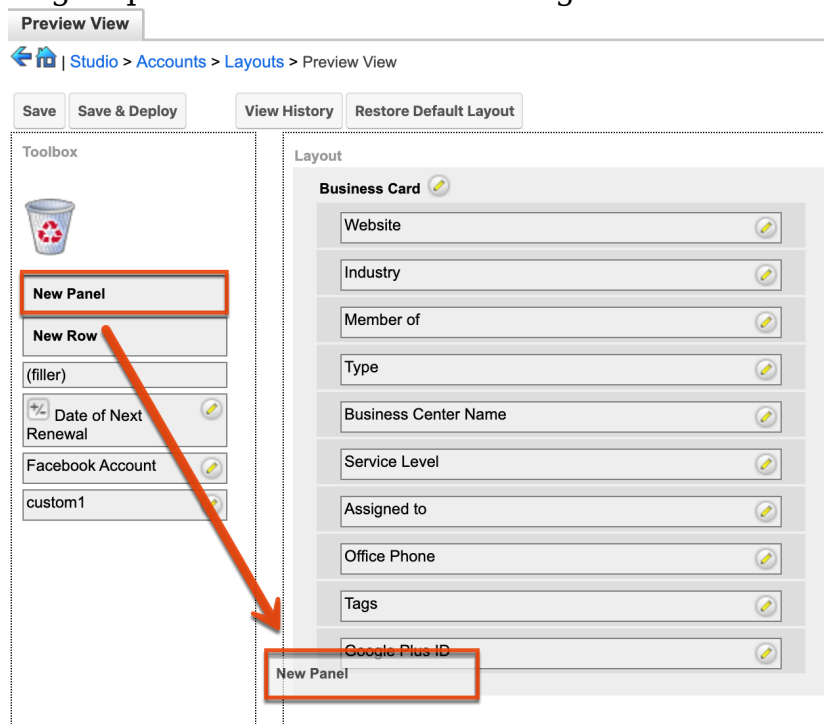 Preview View
| Studio > Accounts > Layouts > Preview View
Save Save & Deploy View History Restore Default Layout
Toolbox
New Panel
New Row
(filler)
+/- Date of Next
Renewal
Facebook Account
custom1
Layout
Business Card
Website
Industry
Member of
Type
Business Center Name
Service Level
Assigned to
Office Phone
Tags
Google Plus ID
New Panel